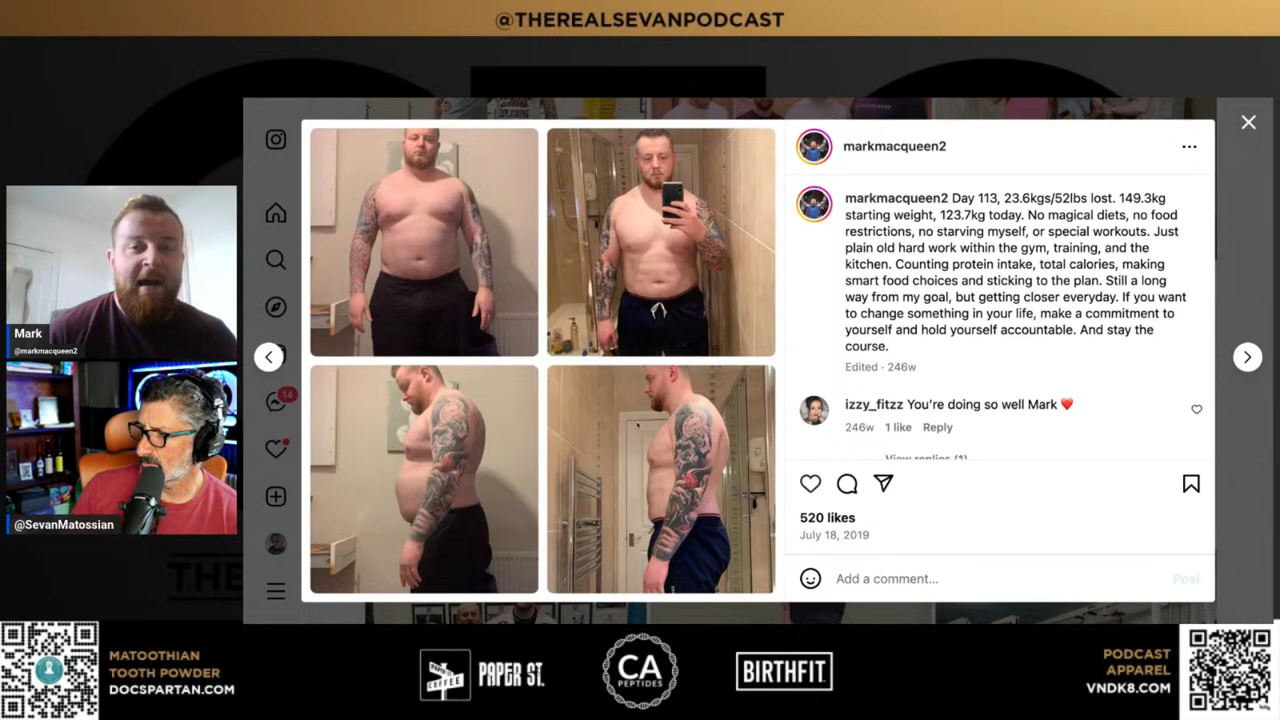 @THEREALSEVANPODCAST
Mark
@markmacqueen2
@SevanMatossian
14
markmacqueen2
markmacqueen2 Day 113, 23.6kgs/52lbs lost. 149.3kg
starting weight, 123.7kg today. No magical diets, no food
restrictions, no starving myself, or special workouts. Just
plain old hard work within the gym, training, and the
kitchen. Counting protein intake, total calories, making
smart food choices and sticking to the plan. Still a long
way from my goal, but getting closer everyday. If you want
to change something in your life, make a commitment to
yourself and hold yourself accountable. And stay the
course.
Edited · 246w
izzy_fitzz You're doing so well Mark ❤️
246w 1 like Reply
View replies (1)
520 likes
July 18, 2019
Add a comment...
Post
THE
MATOOTHIAN
TOOTH POWDER
DOCSPARTAN.COM
COFFEE
PAPER ST.
CA
PEPTIDES
BIRTHFIT
PODCAST
APPAREL
VNDK8.COM